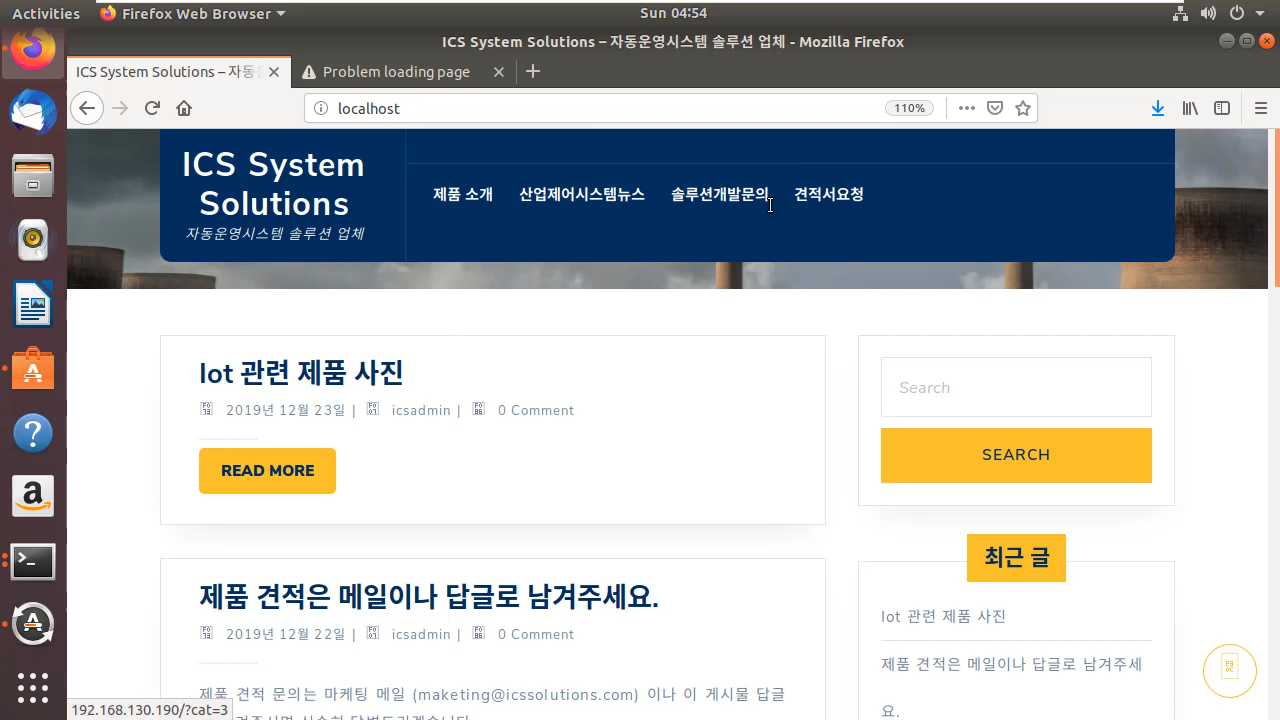 Activities
Firefox Web Browser
Sun 04:54
ICS System Solutions – 자동운영시스템 솔루션 업체 - Mozilla Firefox
ICS System Solutions – 자동
Problem loading page
localhost
110%
ICS System
Solutions
자동운영시스템 솔루션 업체
제품 소개
산업제어시스템뉴스
솔루션개발문의
견적서요청
Iot 관련 제품 사진
2019년 12월 23일 | icsadmin | 0 Comment
READ MORE
제품 견적은 메일이나 답글로 남겨주세요.
2019년 12월 22일 | icsadmin | 0 Comment
제품 견적 문의는 마케팅 메일 (maketing@icssolutions.com) 이나 이 게시물 답글
Search
SEARCH
최근 글
Iot 관련 제품 사진
제품 견적은 메일이나 답글로 남겨주세
요.
192.168.130.190/?cat=3